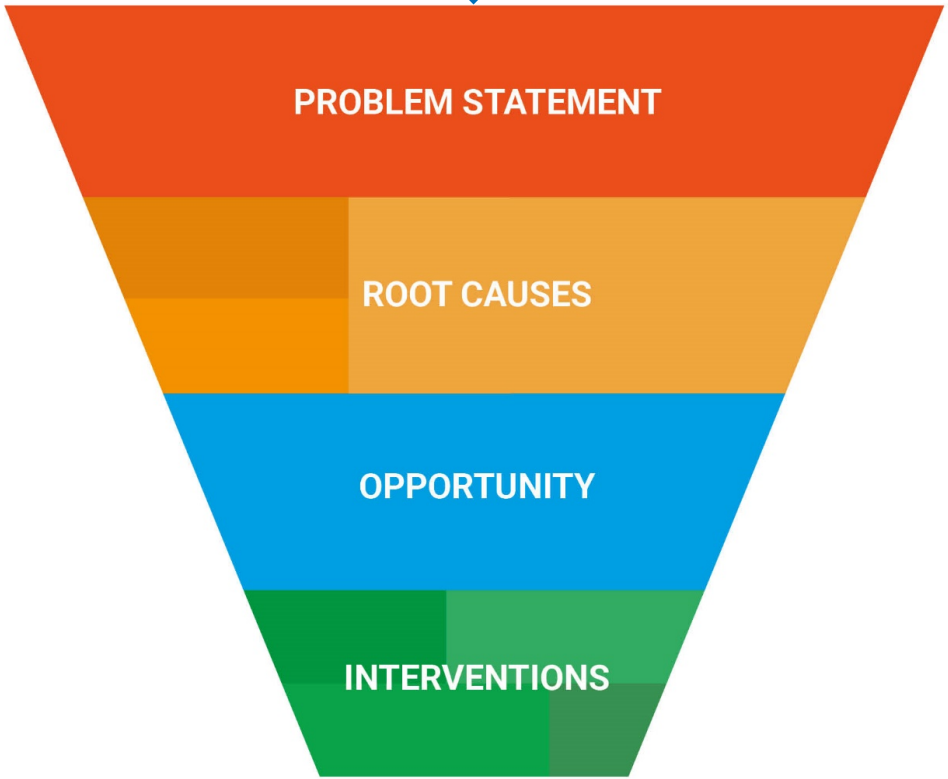 PROBLEM STATEMENT
ROOT CAUSES
OPPORTUNITY
INTERVENTIONS